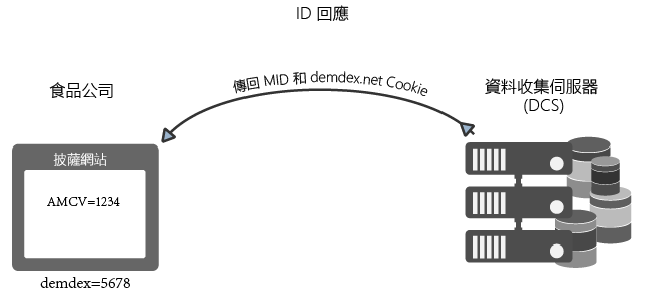 ID 回應
傳回 MID 和 demdex.net Cookie
食品公司
資料收集伺服器
(DCS)
披薩網站
AMCV=1234
demdex=5678